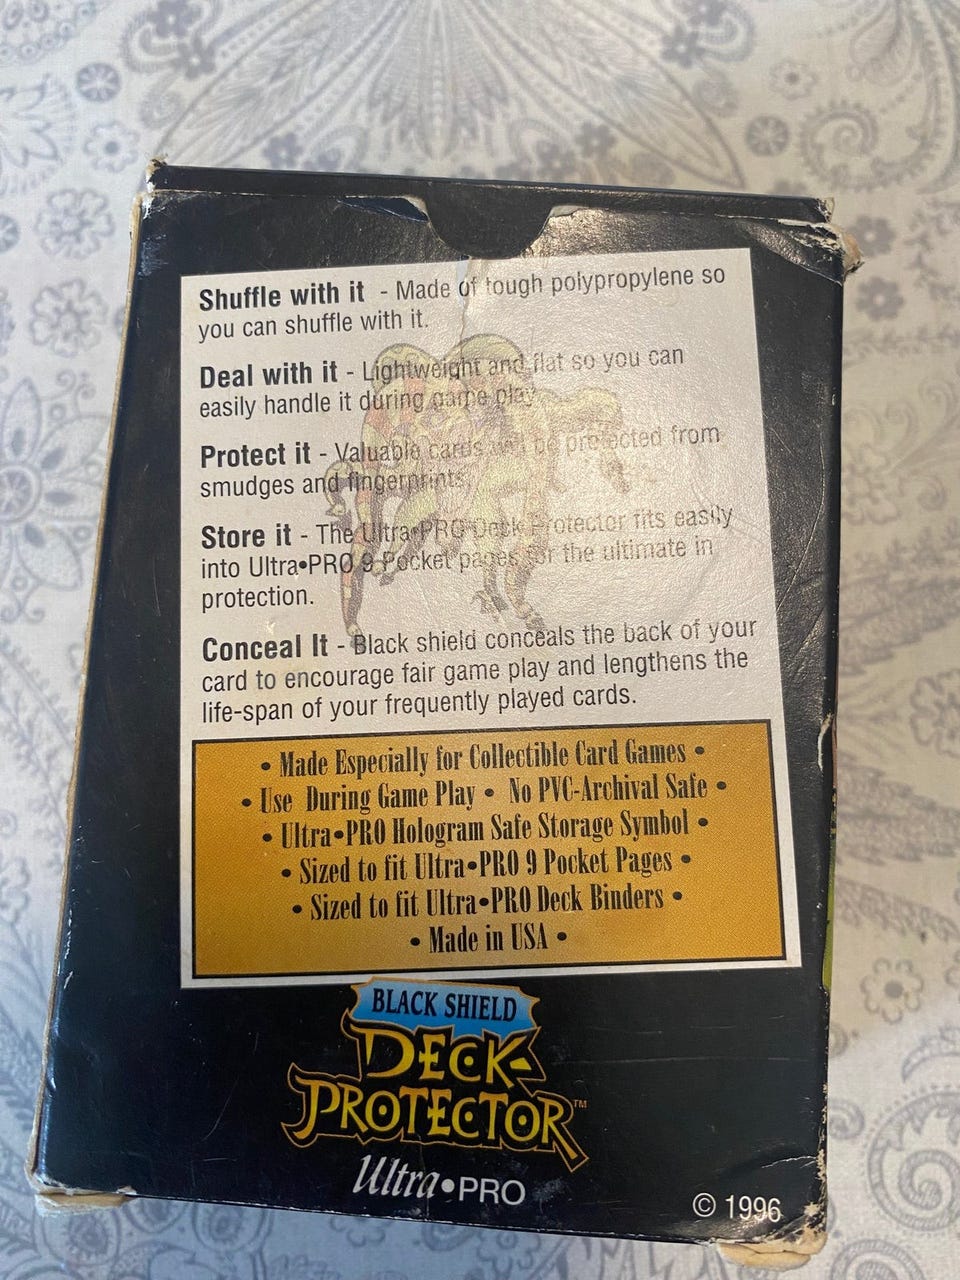 Shuffle with it - Made of tough polypropylene so
you can shuffle with it.
Deal with it - Lightweight and flat so you can
easily handle it during game play.
Protect it - Valuable cards will be protected from
smudges and fingerprints.
Store it - The Ultra•PRO Deck Protector fits easily
into Ultra•PRO 9 Pocket pages for the ultimate in
protection.
Conceal It - Black shield conceals the back of your
card to encourage fair game play and lengthens the
life-span of your frequently played cards.
• Made Especially for Collectible Card Games •
• Use During Game Play • No PVC-Archival Safe •
• Ultra•PRO Hologram Safe Storage Symbol •
• Sized to fit Ultra•PRO 9 Pocket Pages •
• Sized to fit Ultra•PRO Deck Binders •
• Made in USA •
BLACK SHIELD
DECK-
PROTECTOR™
Ultra•PRO
© 1996